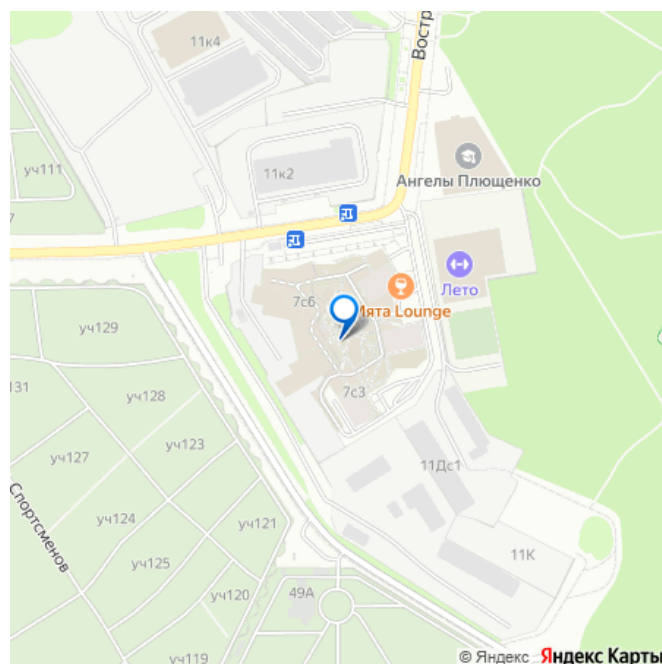 11к4
Востр
уч111
11к2
Ангелы Плющенко
7
7с6
Лето
Мята Lounge
уч129
131
уч128
7с3
уч123
уч127
11Дс1
Спортсменов
уч124
уч121
уч125
11К
уч120
49А
уч119
© Яндекс Яндекс Карты